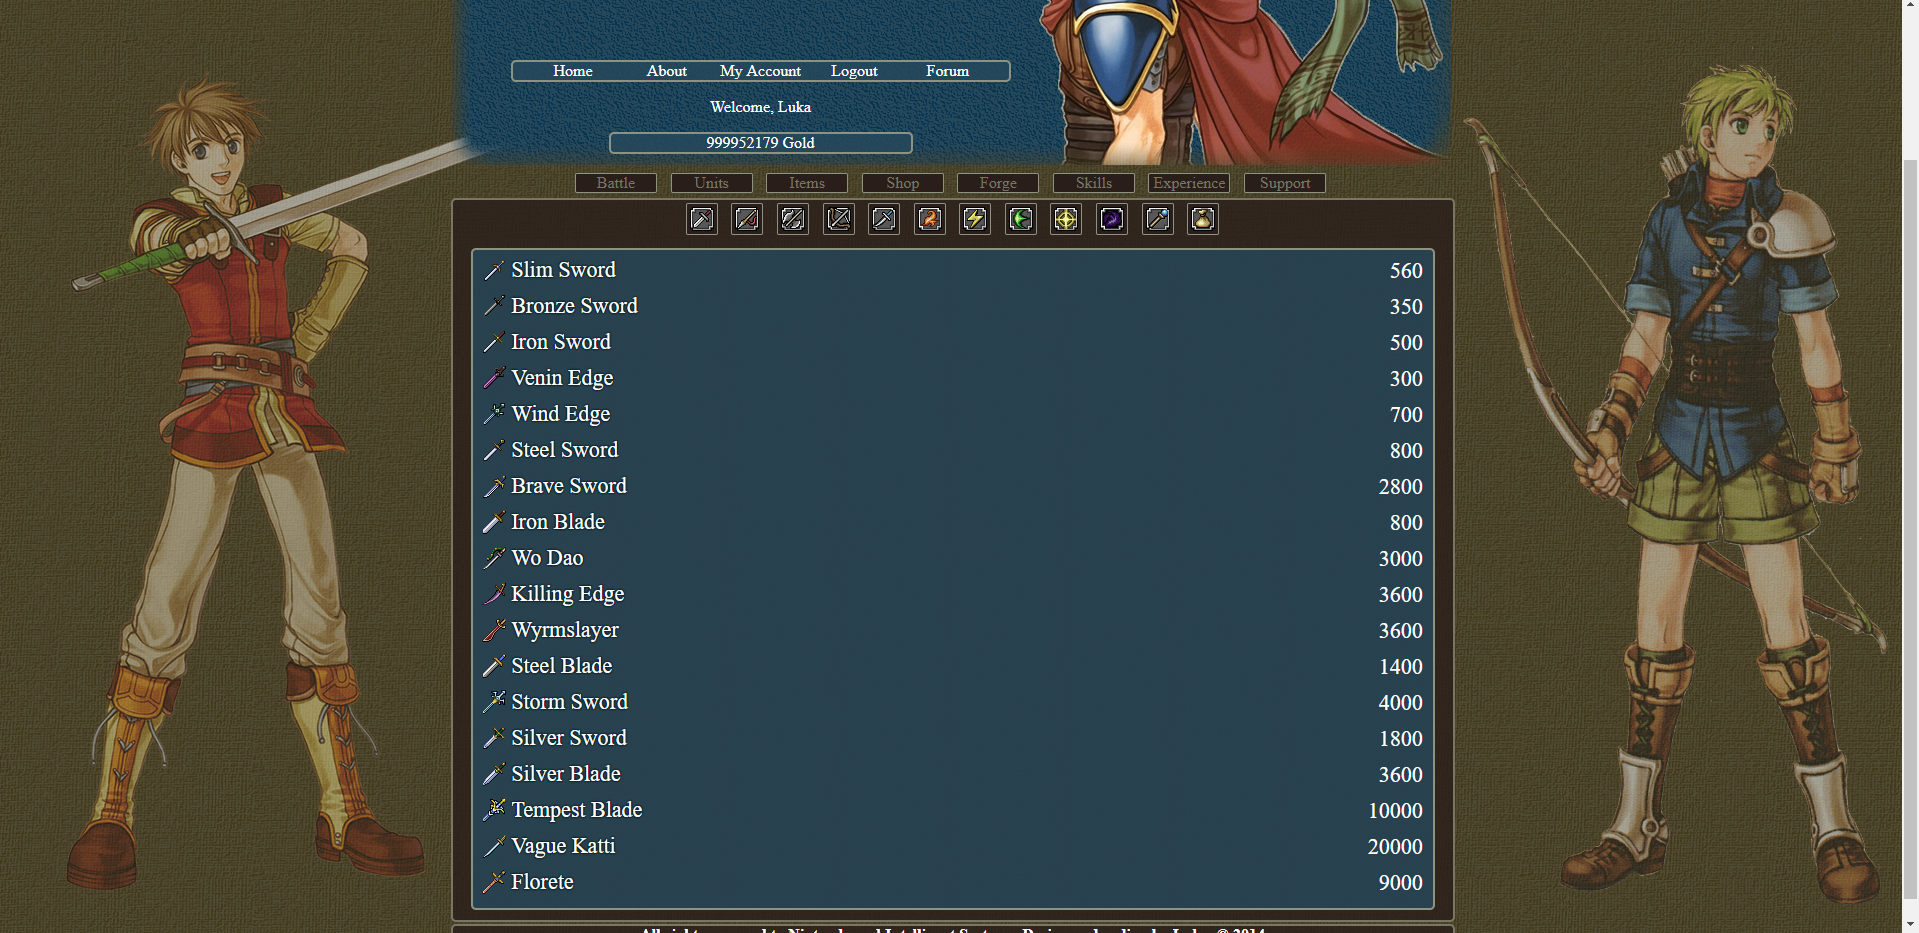 Home About My Account Logout Forum
Welcome, Luka
999952179 Gold
Battle Units Items Shop Forge Skills Experience Support
Slim Sword 560
Bronze Sword 350
Iron Sword 500
Venin Edge 300
Wind Edge 700
Steel Sword 800
Brave Sword 2800
Iron Blade 800
Wo Dao 3000
Killing Edge 3600
Wyrmslayer 3600
Steel Blade 1400
Storm Sword 4000
Silver Sword 1800
Silver Blade 3600
Tempest Blade 10000
Vague Katti 20000
Florete 9000